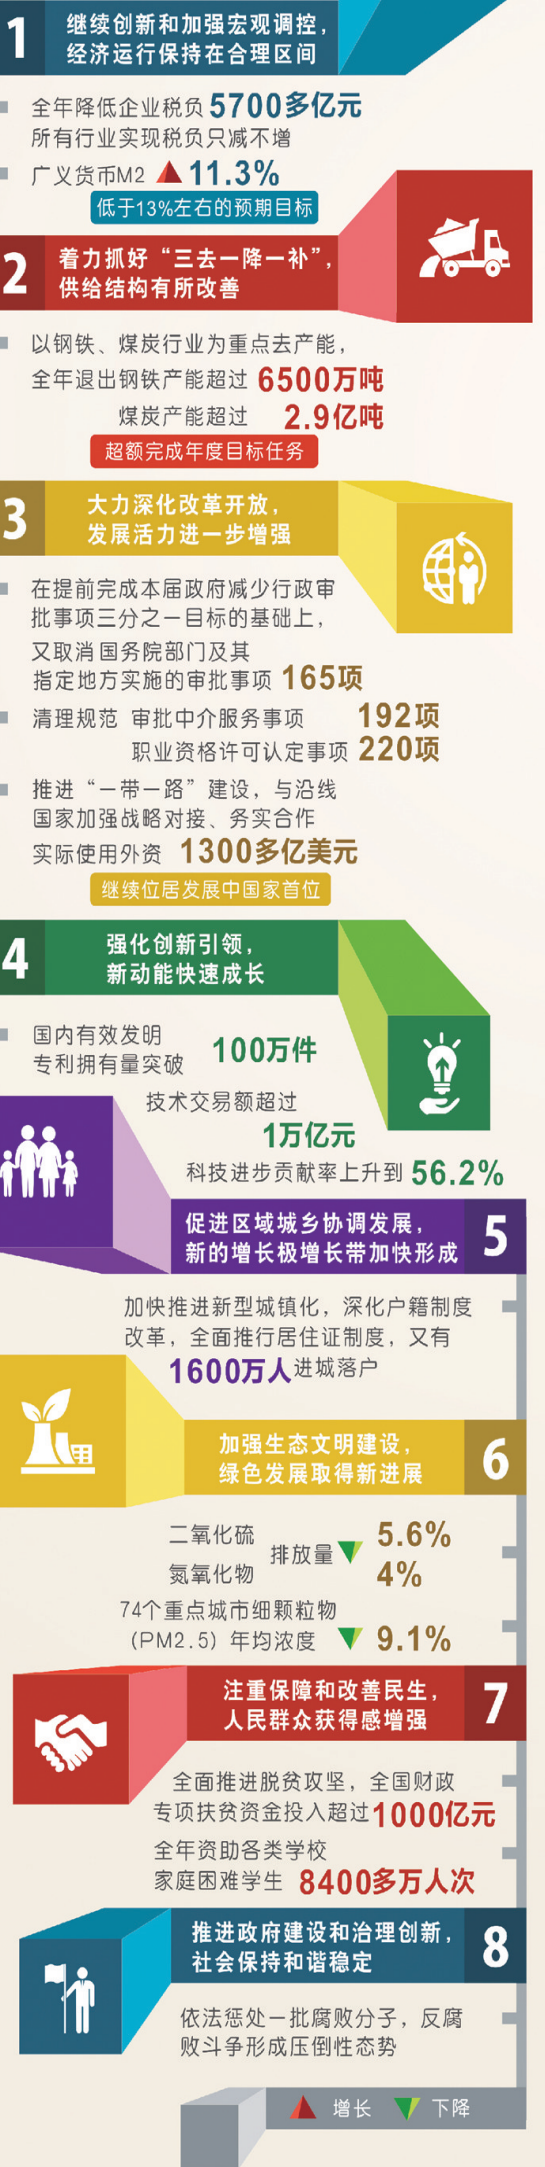 1
继续创新和加强宏观调控，
经济运行保持在合理区间
全年降低企业税负 5700多亿元
所有行业实现税负只减不增
广义货币M2 11.3%
低于13%左右的预期目标
2
着力抓好“三去一降一补”，
供给结构有所改善
以钢铁、煤炭行业为重点去产能，
全年退出钢铁产能超过 6500万吨
煤炭产能超过 2.9亿吨
超额完成年度目标任务
3
大力深化改革开放，
发展活力进一步增强
在提前完成本届政府减少行政审
批事项三分之一目标的基础上，
又取消国务院部门及其
指定地方实施的审批事项 165项
清理规范 审批中介服务事项 192项
职业资格许可认定事项 220项
推进“一带一路”建设，与沿线
国家加强战略对接、务实合作
实际使用外资 1300多亿美元
继续位居发展中国家首位
4
强化创新引领，
新动能快速成长
国内有效发明
专利拥有量突破 100万件
技术交易额超过
1万亿元
科技进步贡献率上升到 56.2%
促进区域城乡协调发展，
新的增长极增长带加快形成
5
加快推进新型城镇化，深化户籍制度
改革，全面推行居住证制度，又有
1600万人进城落户
加强生态文明建设，
绿色发展取得新进展
6
二氧化硫 5.6%
排放量
氮氧化物 4%
74个重点城市细颗粒物
（PM2.5）年均浓度 9.1%
注重保障和改善民生，
人民群众获得感增强
7
全面推进脱贫攻坚，全国财政
专项扶贫资金投入超过1000亿元
全年资助各类学校
家庭困难学生 8400多万人次
推进政府建设和治理创新，
社会保持和谐稳定
8
依法惩处一批腐败分子，反腐
败斗争形成压倒性态势
增长 下降